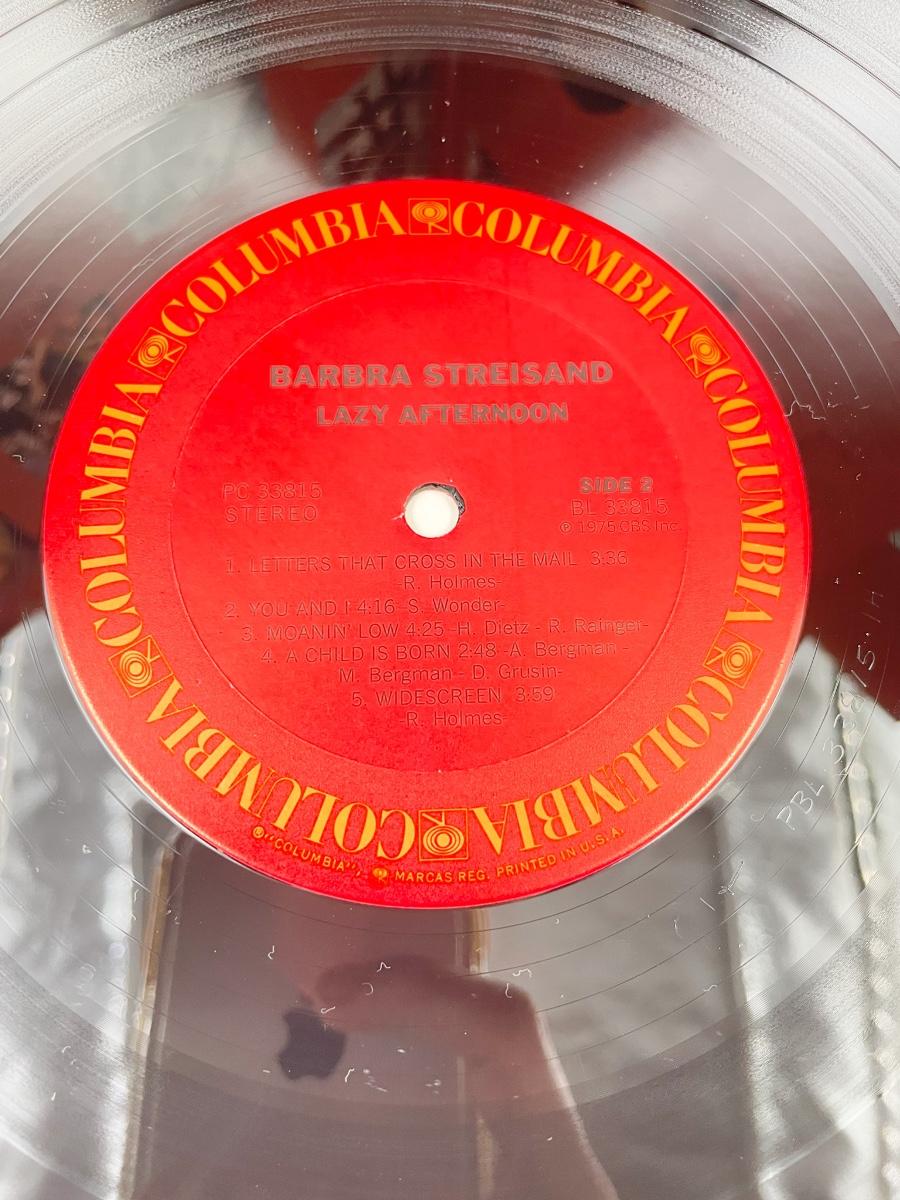 COLUMBIA COLUMBIA COLUMBIA COLUMBIA COLUMBIA COLUMBIA
BARBRA STREISAND
LAZY AFTERNOON
PC 33815
STEREO
SIDE 2
BL 33815
℗ 1975 CBS Inc.
1. LETTERS THAT CROSS IN THE MAIL 3:36
-R. Holmes-
2. YOU AND I 4:16 -S. Wonder-
3. MOANIN' LOW 4:25 -H. Dietz - R. Rainger-
4. A CHILD IS BORN 2:48 -A. Bergman -
M. Bergman - D. Grusin-
5. WIDESCREEN 3:59
-R. Holmes-
®"COLUMBIA", MARCAS REG. PRINTED IN U.S.A.